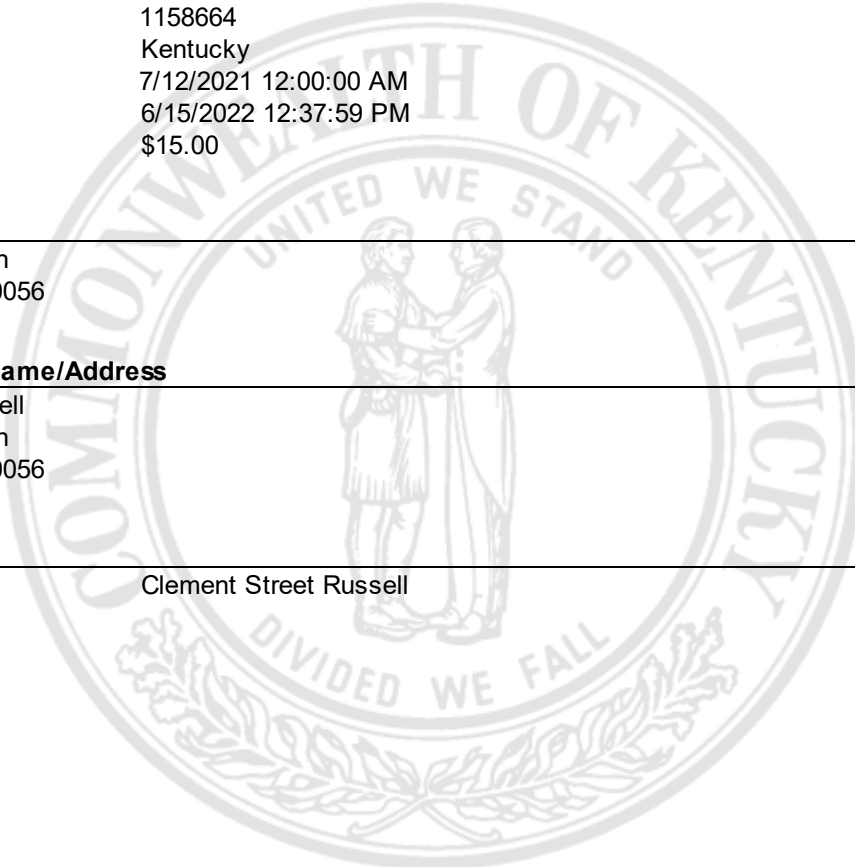 1158664
Kentucky
7/12/2021 12:00:00 AM
6/15/2022 12:37:59 PM
$15.00
COMMONWEALTH OF KENTUCKY
UNITED WE STAND
n
0056
ame/Address
ell
n
0056
Clement Street Russell
DIVIDED WE FALL